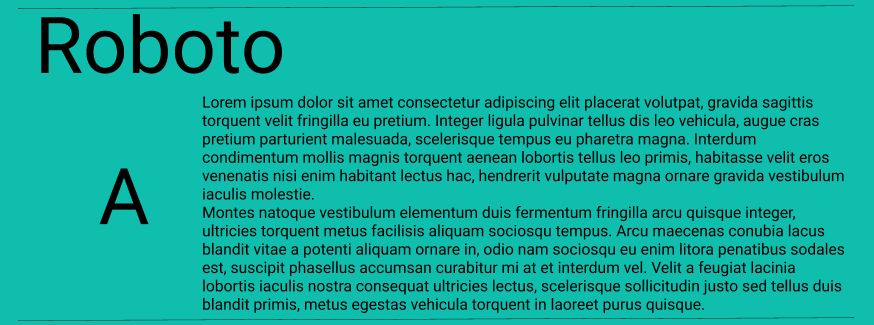 Roboto
Lorem ipsum dolor sit amet consectetur adipiscing elit placerat volutpat, gravida sagittis
torquent velit fringilla eu pretium. Integer ligula pulvinar tellus dis leo vehicula, augue cras
pretium parturient malesuada, scelerisque tempus eu pharetra magna. Interdum
condimentum mollis magnis torquent aenean lobortis tellus leo primis, habitasse velit eros
venenatis nisi enim habitant lectus hac, hendrerit vulputate magna ornare gravida vestibulum
iaculis molestie.
A
Montes natoque vestibulum elementum duis fermentum fringilla arcu quisque integer,
ultricies torquent metus facilisis aliquam sociosqu tempus. Arcu maecenas conubia lacus
blandit vitae a potenti aliquam ornare in, odio nam sociosqu eu enim litora penatibus sodales
est, suscipit phasellus accumsan curabitur mi at et interdum vel. Velit a feugiat lacinia
lobortis iaculis nostra consequat ultricies lectus, scelerisque sollicitudin justo sed tellus duis
blandit primis, metus egestas vehicula torquent in laoreet purus quisque.